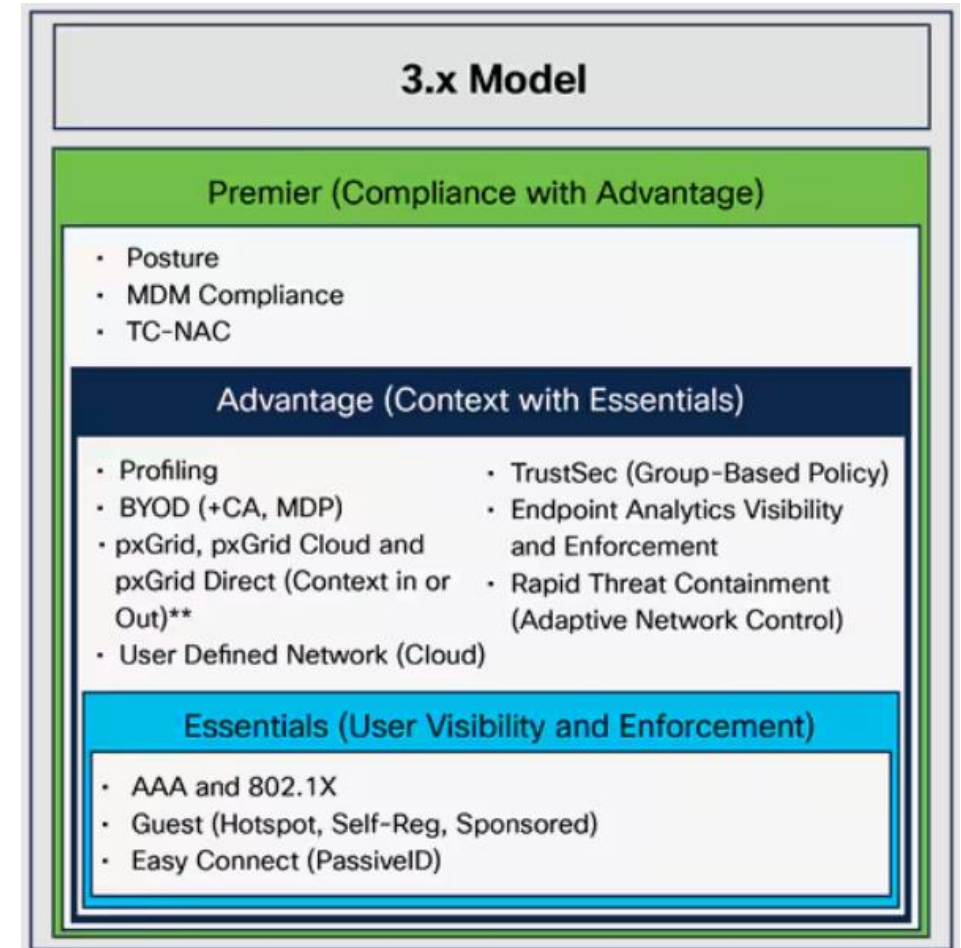 3.x Model
Premier (Compliance with Advantage)
· Posture
· MDM Compliance
· TC-NAC
Advantage (Context with Essentials)
· Profiling
· BYOD (+CA, MDP)
· pxGrid, pxGrid Cloud and
pxGrid Direct (Context in or
Out)**
· User Defined Network (Cloud)
· TrustSec (Group-Based Policy)
· Endpoint Analytics Visibility
and Enforcement
· Rapid Threat Containment
(Adaptive Network Control)
Essentials (User Visibility and Enforcement)
· AAA and 802.1X
· Guest (Hotspot, Self-Reg, Sponsored)
· Easy Connect (PassiveID)